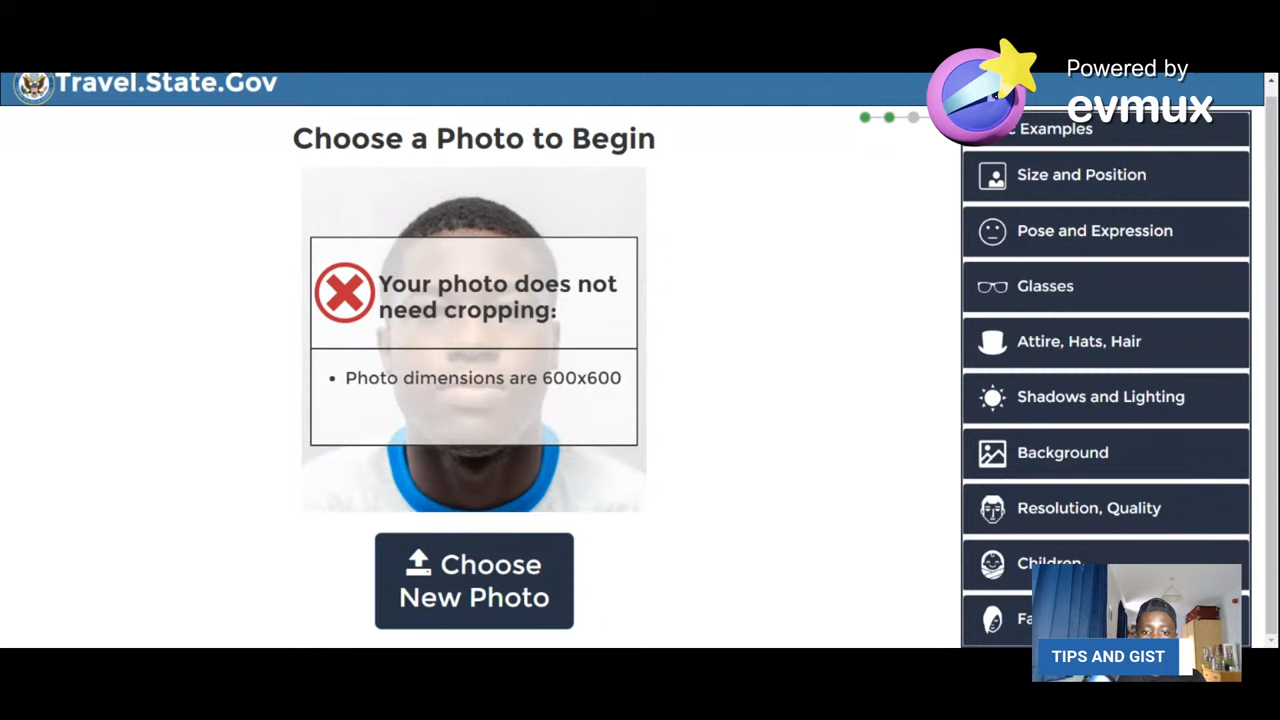 Travel.State.Gov
Powered by
evmux
Choose a Photo to Begin
Your photo does not
need cropping:
• Photo dimensions are 600x600
Choose
New Photo
Examples
Size and Position
Pose and Expression
Glasses
Attire, Hats, Hair
Shadows and Lighting
Background
Resolution, Quality
Children
TIPS AND GIST